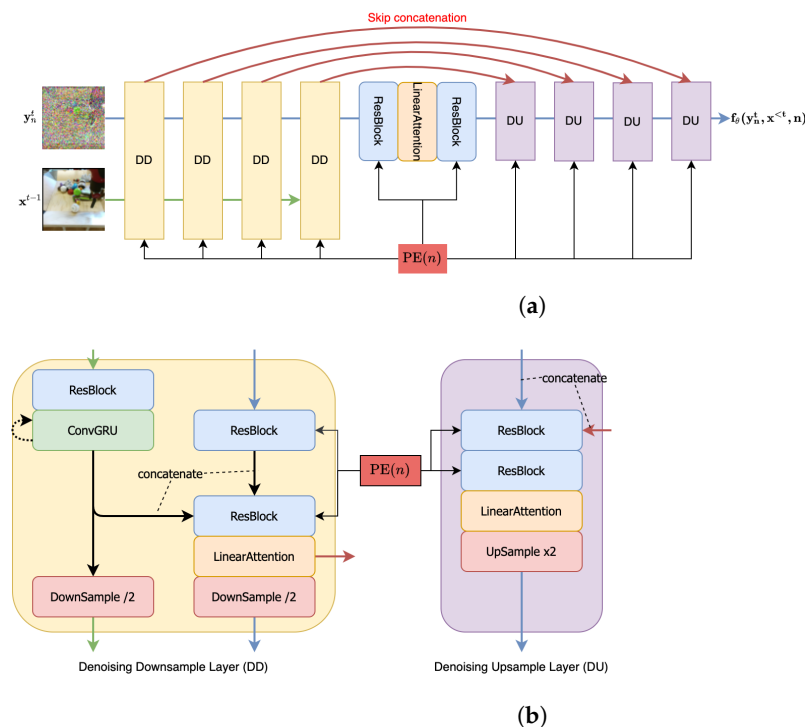 Skip concatenation
y_n^t
x^{t−1}
DD
DD
DD
DD
ResBlock
LinearAttention
ResBlock
DU
DU
DU
DU
f_θ(y_n^t, x^{<t}, n)
PE(n)
(a)
ResBlock
ConvGRU
concatenate
DownSample /2
ResBlock
ResBlock
LinearAttention
DownSample /2
Denoising Downsample Layer (DD)
PE(n)
concatenate
ResBlock
ResBlock
LinearAttention
UpSample x2
Denoising Upsample Layer (DU)
(b)